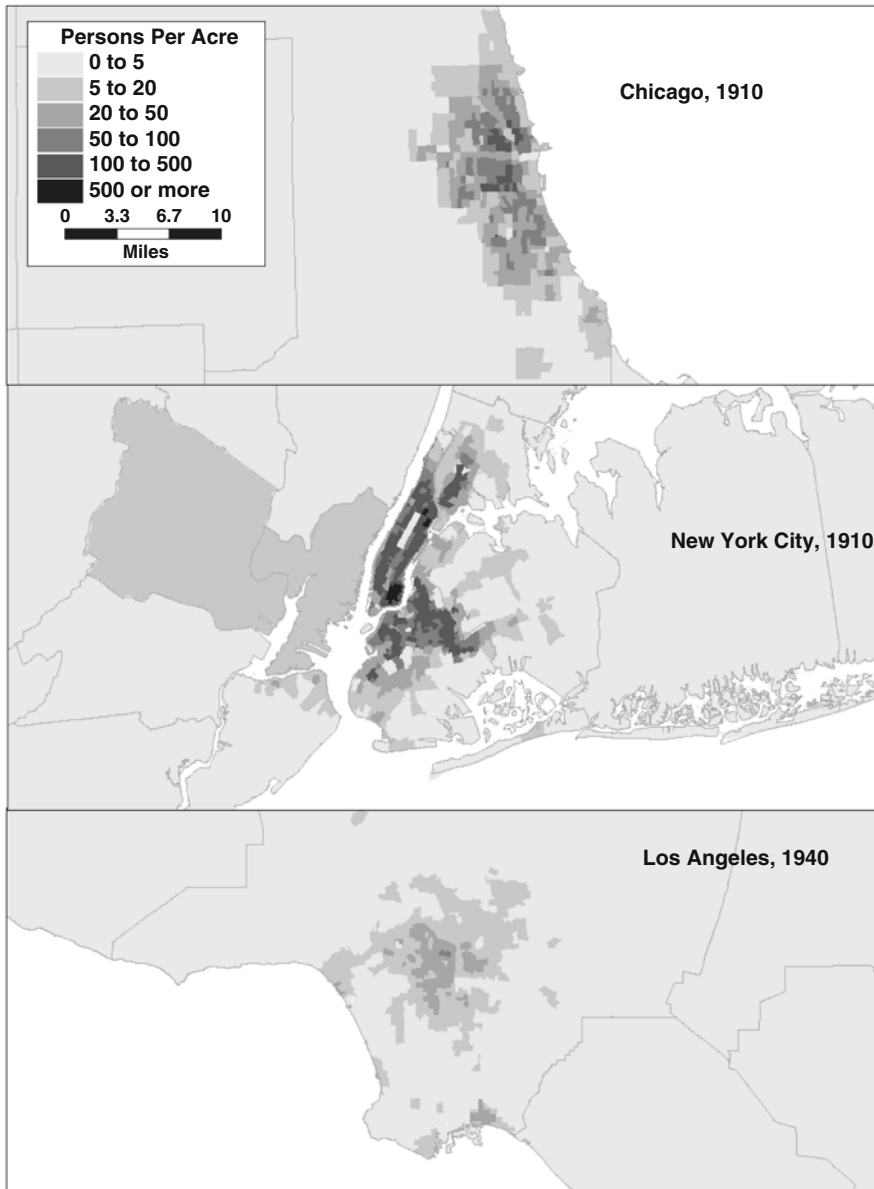 Persons Per Acre
0 to 5
5 to 20
20 to 50
50 to 100
100 to 500
500 or more
0 3.3 6.7 10
Miles
Chicago, 1910
New York City, 1910
Los Angeles, 1940